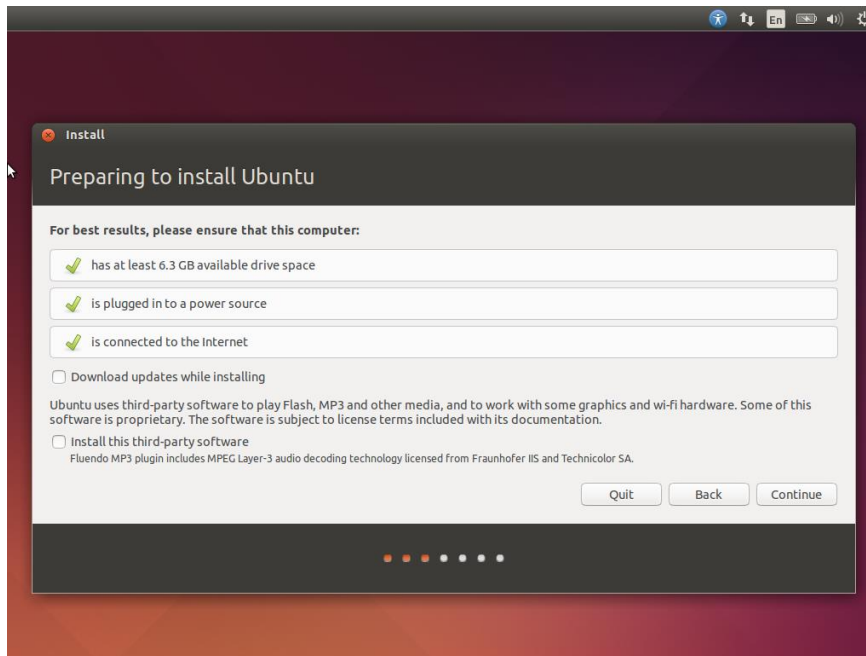 En
Install
Preparing to install Ubuntu
For best results, please ensure that this computer:
has at least 6.3 GB available drive space
is plugged in to a power source
is connected to the Internet
Download updates while installing
Ubuntu uses third-party software to play Flash, MP3 and other media, and to work with some graphics and wi-fi hardware. Some of this
software is proprietary. The software is subject to license terms included with its documentation.
Install this third-party software
Fluendo MP3 plugin includes MPEG Layer-3 audio decoding technology licensed from Fraunhofer IIS and Technicolor SA.
Quit Back Continue